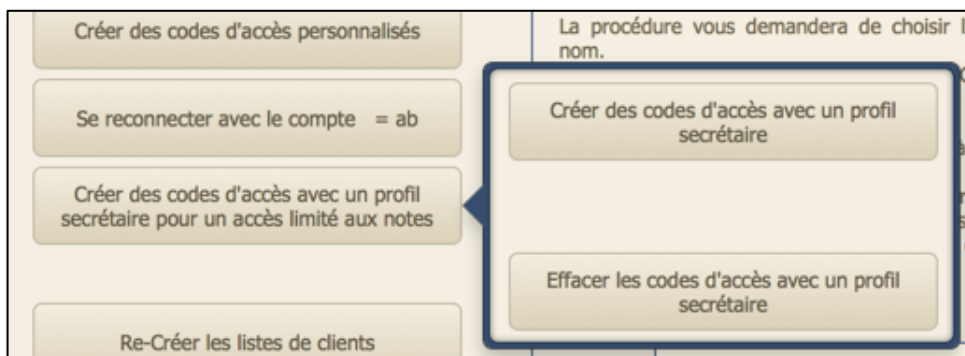 Créer des codes d'accès personnalisés
Se reconnecter avec le compte = ab
Créer des codes d'accès avec un profil
secrétaire pour un accès limité aux notes
Re-Créer les listes de clients
La procédure vous demandera de choisir
nom.
Créer des codes d'accès avec un profil
secrétaire
Effacer les codes d'accès avec un profil
secrétaire